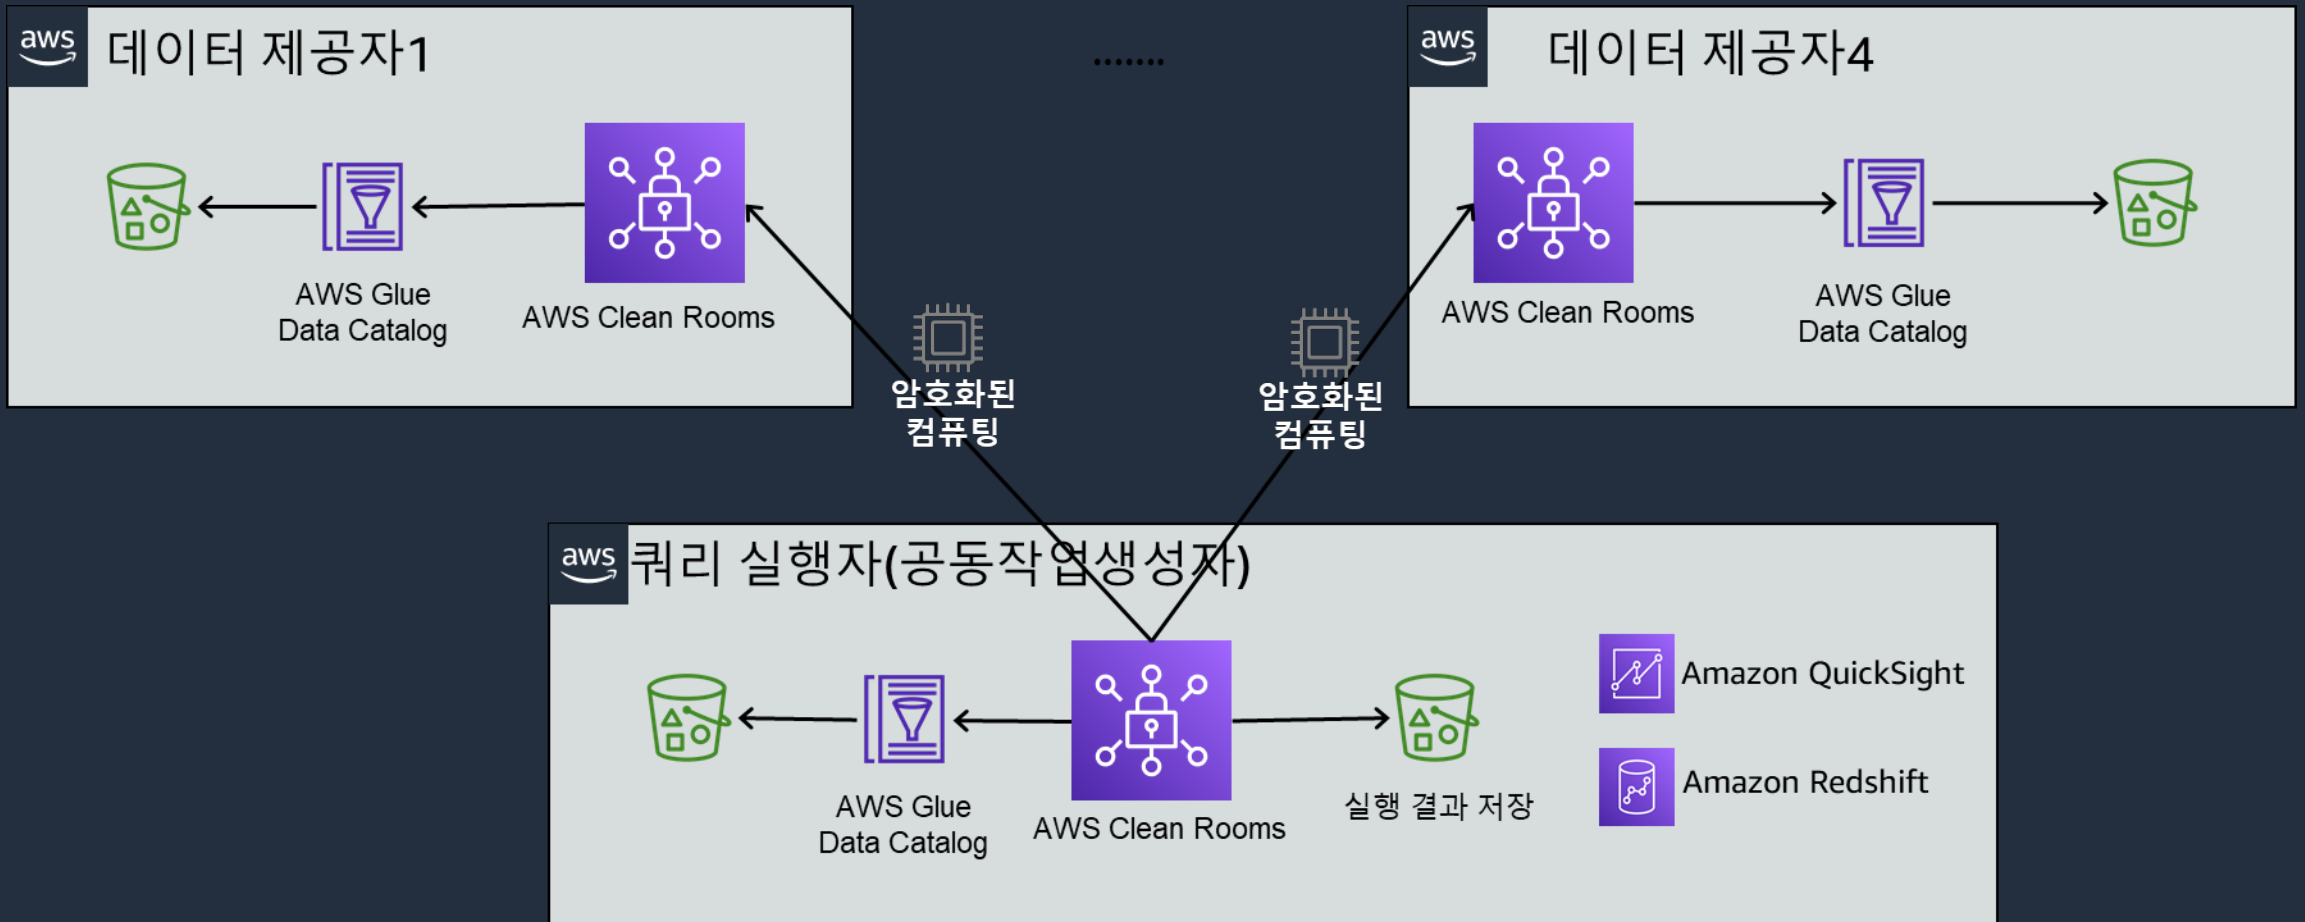 aws
데이터 제공자1
.......
aws
데이터 제공자4
AWS Glue
Data Catalog
AWS Clean Rooms
AWS Clean Rooms
AWS Glue
Data Catalog
암호화된
컴퓨팅
암호화된
컴퓨팅
aws
쿼리 실행자(공동작업생성자)
AWS Glue
Data Catalog
AWS Clean Rooms
실행 결과 저장
Amazon QuickSight
Amazon Redshift